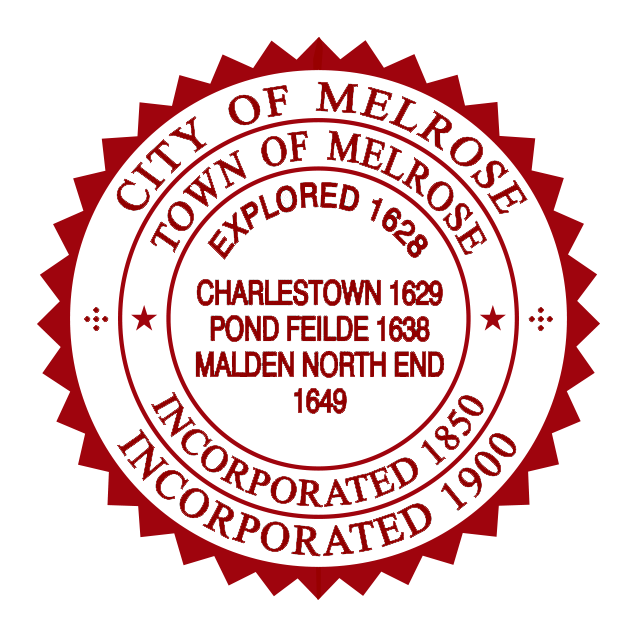 CITY OF MELROSE
TOWN OF MELROSE
EXPLORED 1628
CHARLESTOWN 1629
POND FEILDE 1638
MALDEN NORTH END
1649
INCORPORATED 1850
INCORPORATED 1900